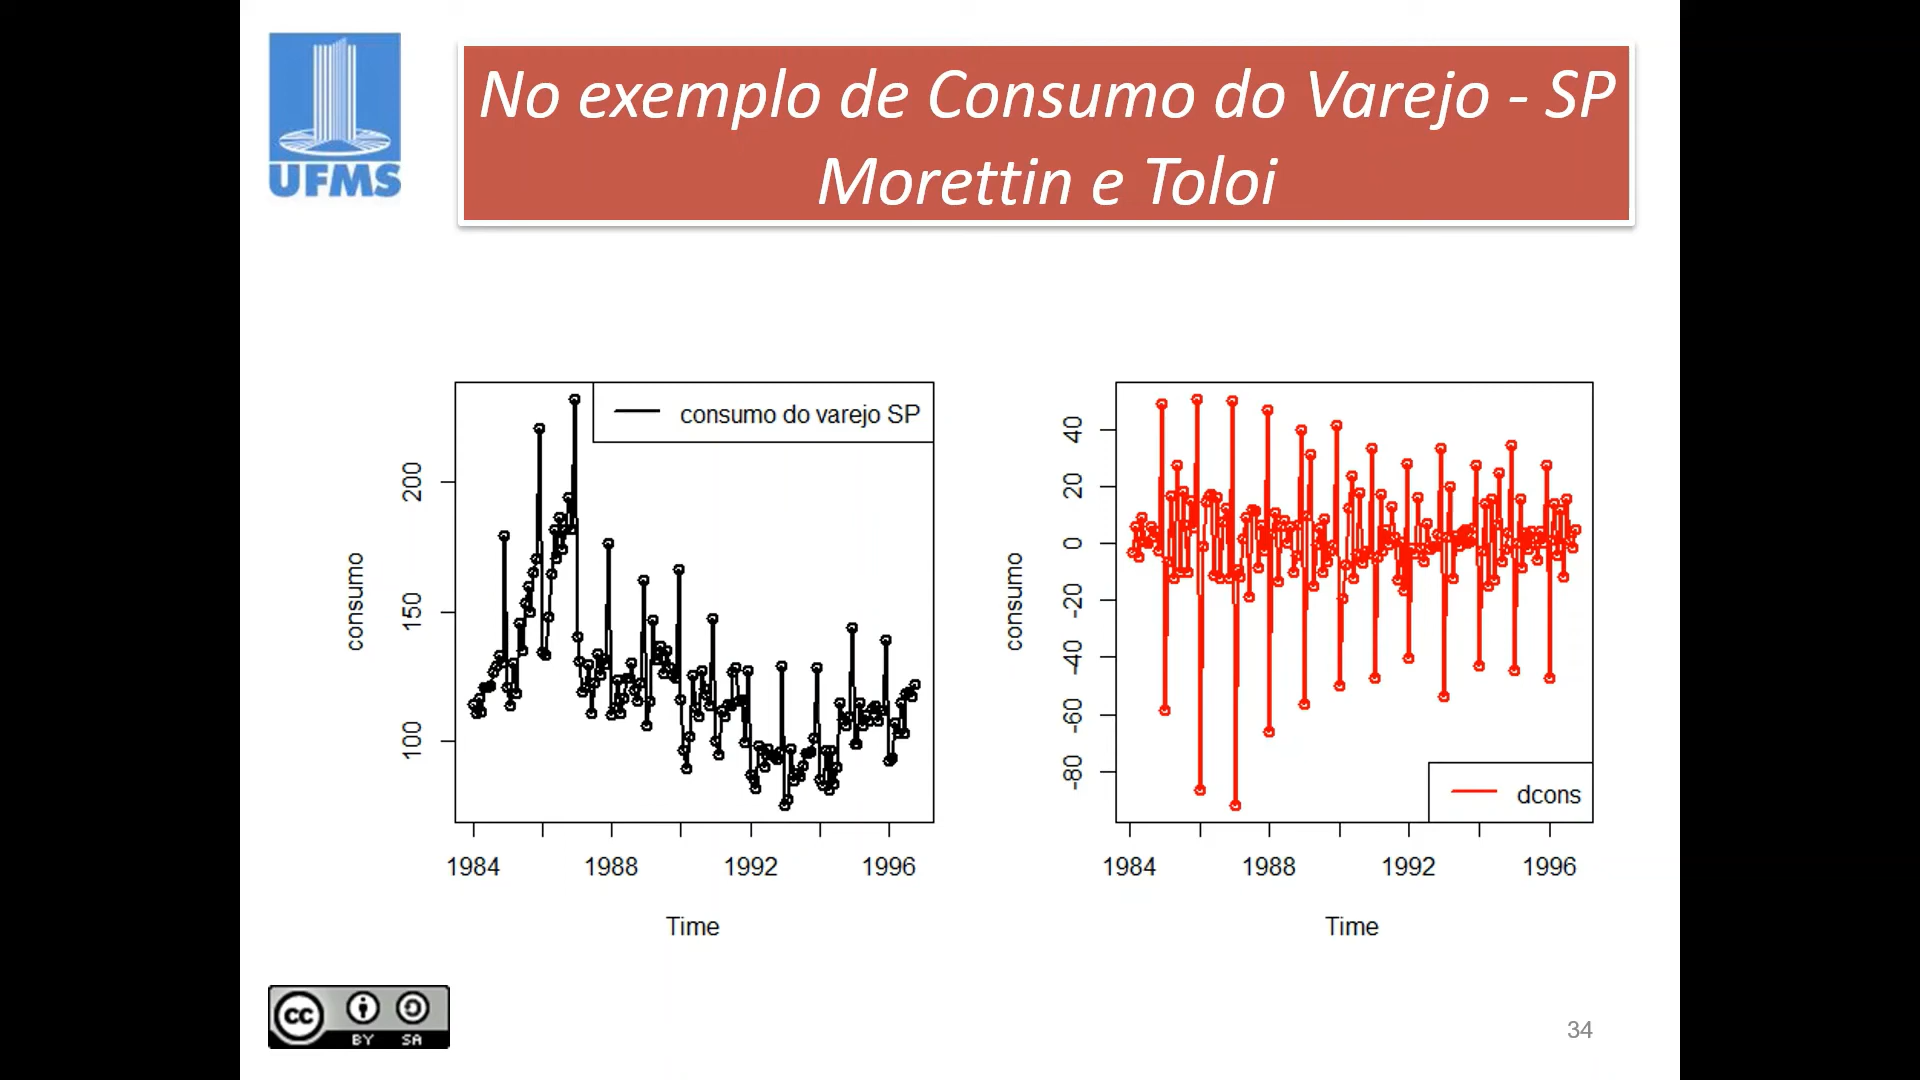 UFMS
No exemplo de Consumo do Varejo - SP
Morettin e Toloi
consumo do varejo SP
consumo
200
150
100
1984
1988
1992
1996
Time
consumo
40
20
0
-20
-40
-60
-80
dcons
1984
1988
1992
1996
Time
CC
BY SA
34